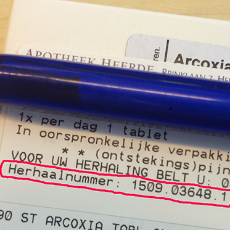 ren.
Arcoxia
APOTHEEK HEERDE
1x per dag 1 tablet
In oorspronkelijke verpakki
* * (ontstekings)pijn
VOOR UW HERHALING BELT U: 0
Herhaalnummer: 1509.03648.1
90 ST ARCOXIA